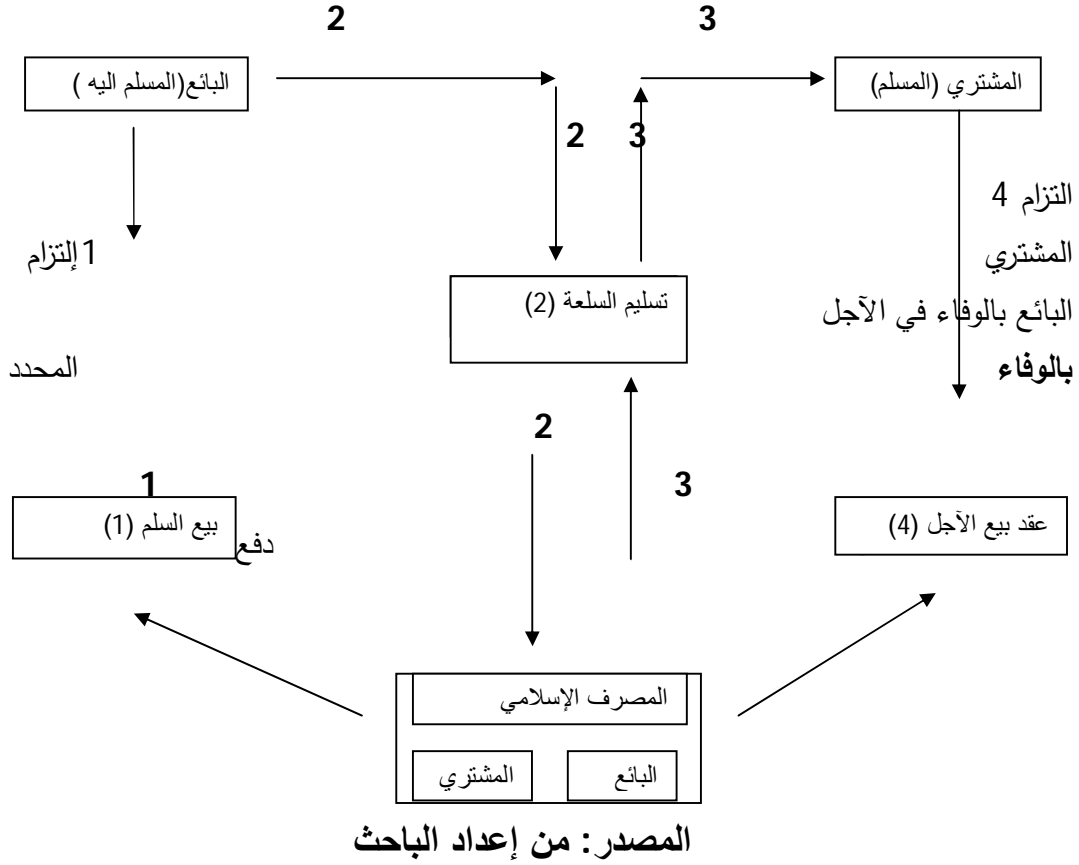 2 3
البائع(المسلم اليه )
المشتري (المسلم)
2 3
التزام 4
1إلتزام
المشتري
تسليم السلعة (2)
البائع بالوفاء في الآجل
المحدد
بالوفاء
2
3
1
بيع السلم (1)
عقد بيع الآجل (4)
دفع
المصرف الإسلامي
المشتري
البائع
المصدر: من إعداد الباحث